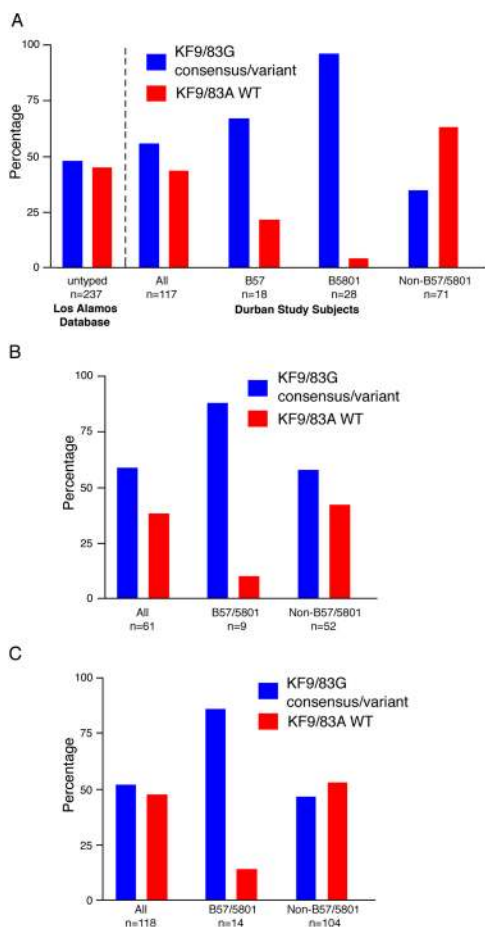 A
KF9/83G
consensus/variant
KF9/83A WT
100
75
50
25
0
Percentage
untyped All B57 B5801 Non-B57/5801
n=237 n=117 n=18 n=28 n=71
Los Alamos Durban Study Subjects
Database
B
KF9/83G
consensus/variant
KF9/83A WT
100
75
50
25
0
Percentage
All B57/5801 Non-B57/5801
n=61 n=9 n=52
C
KF9/83G
consensus/variant
KF9/83A WT
100
75
50
25
0
Percentage
All B57/5801 Non-B57/5801
n=118 n=14 n=104